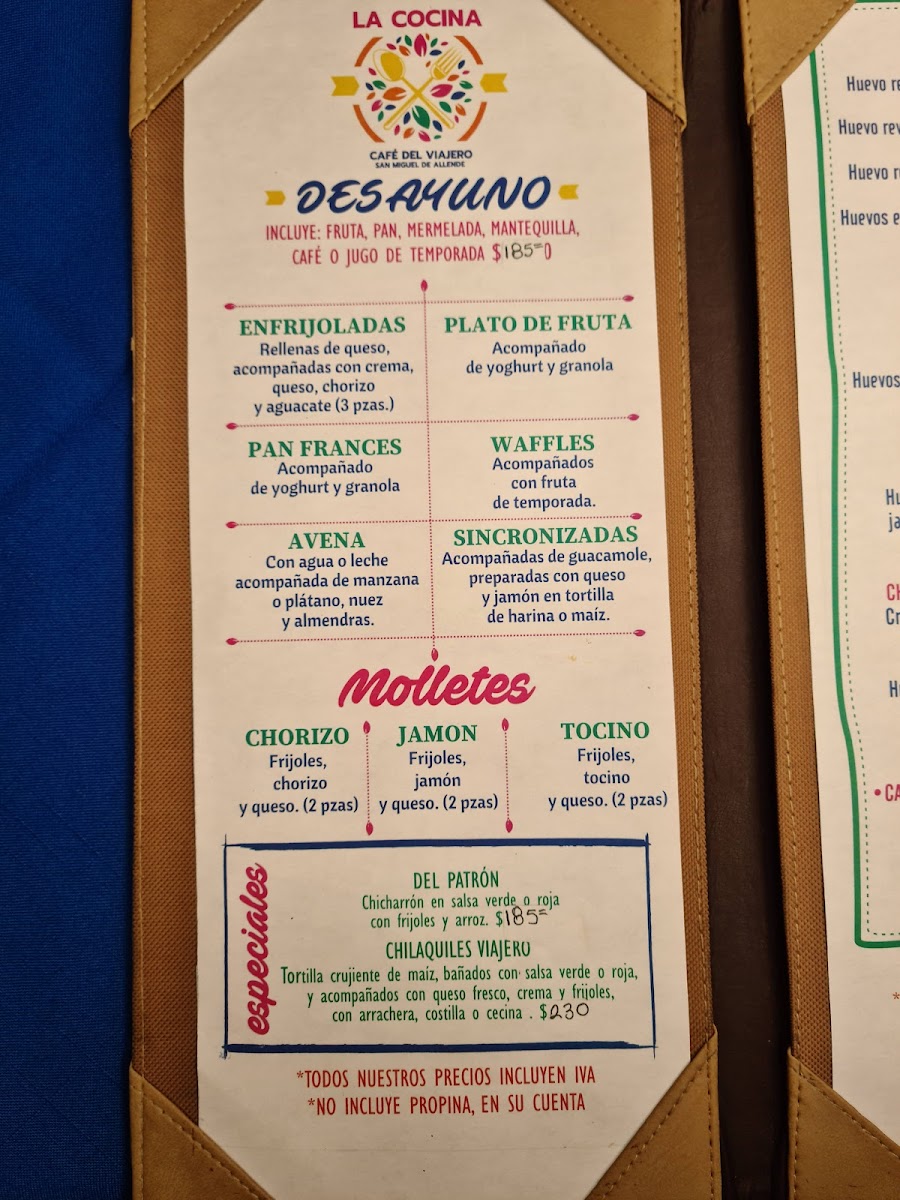 LA COCINA
CAFÉ DEL VIAJERO
SAN MIGUEL DE ALLENDE
DESAYUNO
INCLUYE: FRUTA, PAN, MERMELADA, MANTEQUILLA,
CAFÉ O JUGO DE TEMPORADA $185=0
ENFRIJOLADAS
Rellenas de queso,
acompañadas con crema,
queso, chorizo
y aguacate (3 pzas.)
PLATO DE FRUTA
Acompañado
de yoghurt y granola
PAN FRANCES
Acompañado
de yoghurt y granola
WAFFLES
Acompañados
con fruta
de temporada.
AVENA
Con agua o leche
acompañada de manzana
o plátano, nuez
y almendras.
SINCRONIZADAS
Acompañadas de guacamole,
preparadas con queso
y jamón en tortilla
de harina o maíz.
Molletes
CHORIZO
Frijoles,
chorizo
y queso. (2 pzas)
JAMON
Frijoles,
jamón
y queso. (2 pzas)
TOCINO
Frijoles,
tocino
y queso. (2 pzas)
especiales
DEL PATRÓN
Chicharrón en salsa verde o roja
con frijoles y arroz. $185=
CHILAQUILES VIAJERO
Tortilla crujiente de maíz, bañados con salsa verde o roja,
y acompañados con queso fresco, crema y frijoles,
con arrachera, costilla o cecina . $230
*TODOS NUESTROS PRECIOS INCLUYEN IVA
*NO INCLUYE PROPINA, EN SU CUENTA
Huevo
Huevo
Huevo
Huevos
Huevos